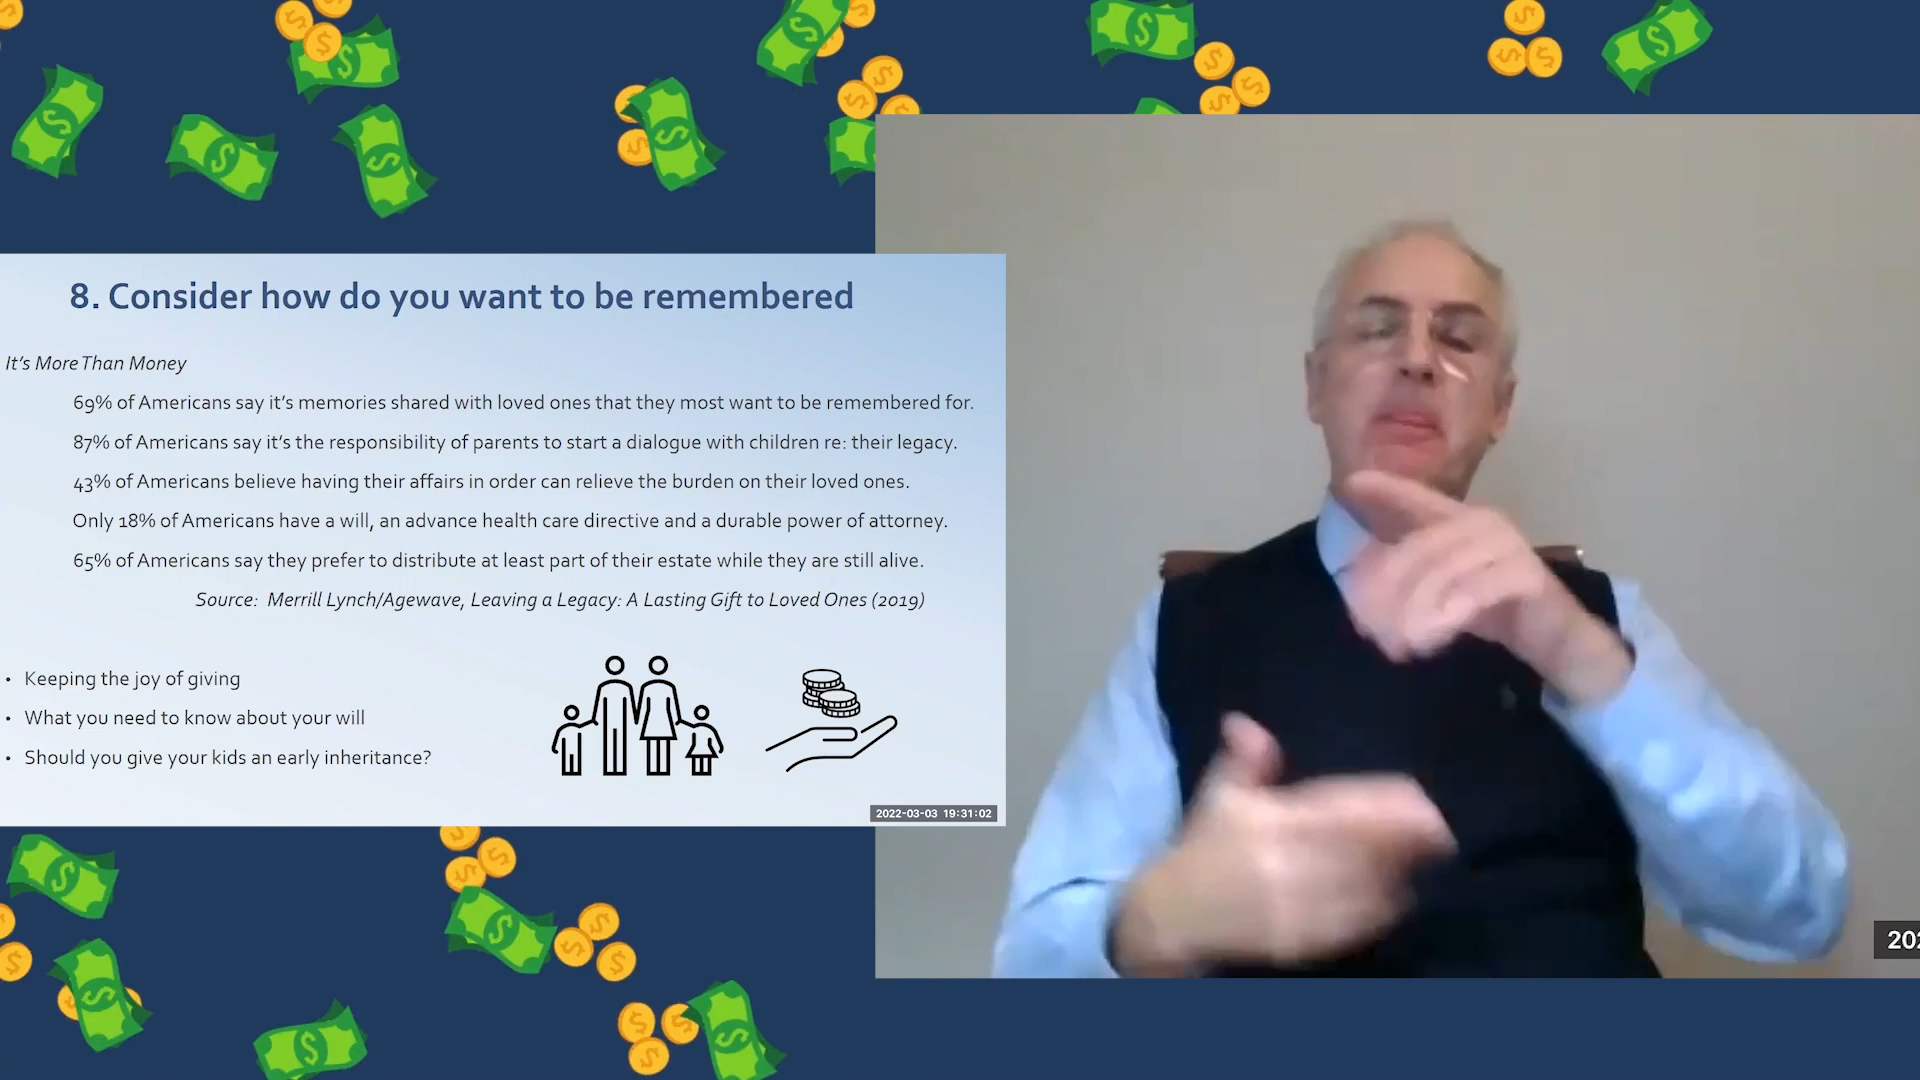 8. Consider how do you want to be remembered
It's More Than Money
69% of Americans say it's memories shared with loved ones that they most want to be remembered for.
87% of Americans say it's the responsibility of parents to start a dialogue with children re: their legacy.
43% of Americans believe having their affairs in order can relieve the burden on their loved ones.
Only 18% of Americans have a will, an advance health care directive and a durable power of attorney.
65% of Americans say they prefer to distribute at least part of their estate while they are still alive.
Source: Merrill Lynch/Agewave, Leaving a Legacy: A Lasting Gift to Loved Ones (2019)
• Keeping the joy of giving
• What you need to know about your will
• Should you give your kids an early inheritance?
2022-03-03 19:31:02